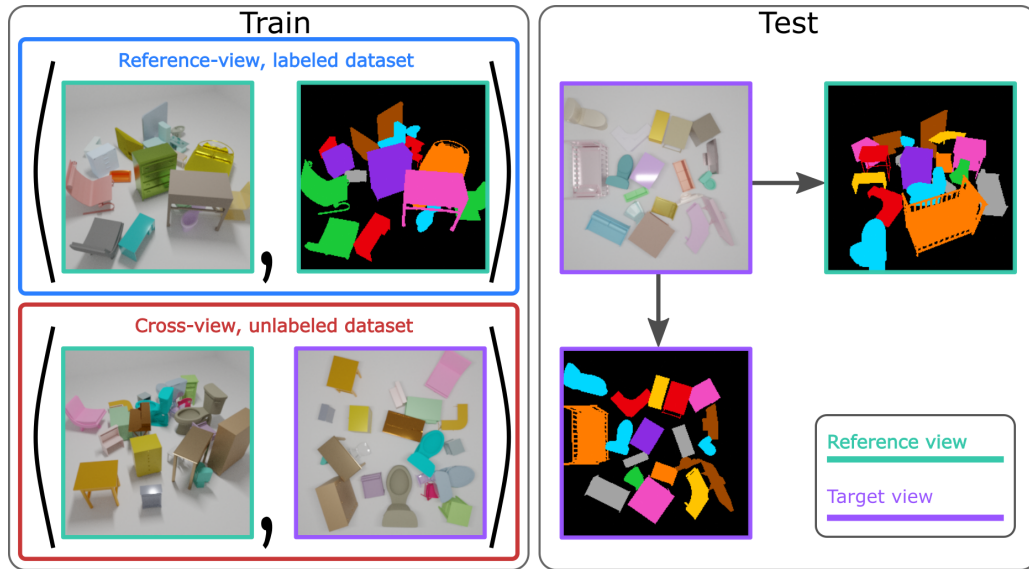 Train
Reference-view, labeled dataset
( , )
Cross-view, unlabeled dataset
( , )
Test
Reference view
Target view